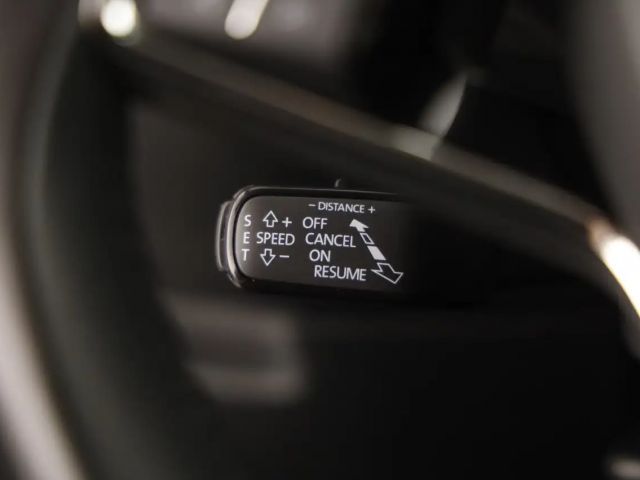 - DISTANCE +
S + OFF
E SPEED CANCEL
T - ON
RESUME